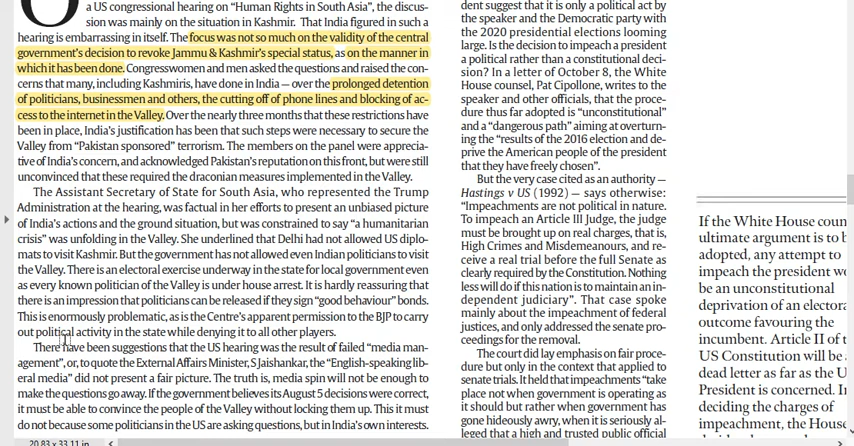 O
a US congressional hearing on “Human Rights in South Asia”, the discus-
sion was mainly on the situation in Kashmir. That India figured in such a
hearing is embarrassing in itself. The focus was not so much on the validity of the central
government’s decision to revoke Jammu & Kashmir’s special status, as on the manner in
which it has been done. Congresswomen and men asked the questions and raised the con-
cerns that many, including Kashmiris, have done in India — over the prolonged detention
of politicians, businessmen and others, the cutting off of phone lines and blocking of ac-
cess to the internet in the Valley. Over the nearly three months that these restrictions have
been in place, India’s justification has been that such steps were necessary to secure the
Valley from “Pakistan sponsored” terrorism. The members on the panel were apprecia-
tive of India’s concern, and acknowledged Pakistan’s reputation on this front, but were still
unconvinced that these required the draconian measures implemented in the Valley.
The Assistant Secretary of State for South Asia, who represented the Trump
Administration at the hearing, was factual in her efforts to present an unbiased picture
of India’s actions and the ground situation, but was constrained to say “a humanitarian
crisis” was unfolding in the Valley. She underlined that Delhi had not allowed US diplo-
mats to visit Kashmir. But the government has not allowed even Indian politicians to visit
the Valley. There is an electoral exercise underway in the state for local government even
as every known politician of the Valley is under house arrest. It is hardly reassuring that
there is an impression that politicians can be released if they sign “good behaviour” bonds.
This is enormously problematic, as is the Centre’s apparent permission to the BJP to carry
out political activity in the state while denying it to all other players.
There have been suggestions that the US hearing was the result of failed “media man-
agement”, or, to quote the External Affairs Minister, S Jaishankar, the “English-speaking lib-
eral media” did not present a fair picture. The truth is, media spin will not be enough to
make the questions go away. If the government believes its August 5 decisions were correct,
it must be able to convince the people of the Valley without locking them up. This it must
do not because some politicians in the US are asking questions, but in India’s own interests.
dent suggest that it is only a political act by
the speaker and the Democratic party with
the 2020 presidential elections looming
large. Is the decision to impeach a president
a political rather than a constitutional deci-
sion? In a letter of October 8, the White
House counsel, Pat Cipollone, writes to the
speaker and other officials, that the proce-
dure thus far adopted is “unconstitutional”
and a “dangerous path” aiming at overturn-
ing the “results of the 2016 election and de-
prive the American people of the president
that they have freely chosen”.
But the very case cited as an authority —
Hastings v US (1992) — says otherwise:
“Impeachments are not political in nature.
To impeach an Article III Judge, the judge
must be brought up on real charges, that is,
High Crimes and Misdemeanours, and re-
ceive a real trial before the full Senate as
clearly required by the Constitution. Nothing
less will do if this nation is to maintain an in-
dependent judiciary”. That case spoke
mainly about the impeachment of federal
justices, and only addressed the senate pro-
ceedings for the removal.
The court did lay emphasis on fair proce-
dure but only in the context that applied to
senate trials. It held that impeachments “take
place not when government is operating as
it should but rather when government has
gone hideously awry, when it is seriously al-
leged that a high and trusted public official
If the White House coun
ultimate argument is to b
adopted, any attempt to
impeach the president wo
be an unconstitutional
deprivation of an electora
outcome favouring the
incumbent. Article II of t
US Constitution will be
dead letter as far as the U
President is concerned. In
deciding the charges of
impeachment, the House
20.83 x 33.11 in